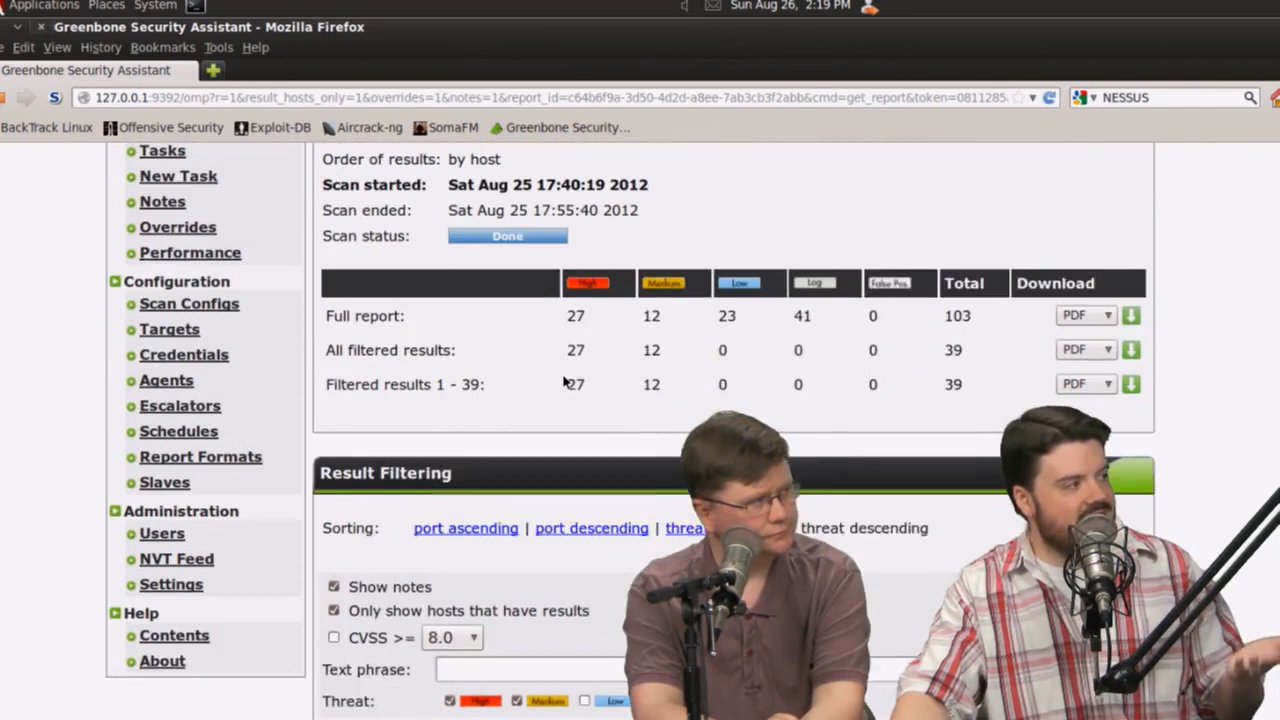 Applications Places System Sun Aug 26, 2:19 PM
Greenbone Security Assistant - Mozilla Firefox
Edit View History Bookmarks Tools Help
Greenbone Security Assistant
127.0.0.1:9392/omp?r=1&result_hosts_only=1&overrides=1&notes=1&report_id=c64b6f9a-3d50-4d2d-a8ee-7ab3cb3f2abb&cmd=get_report&token=0811285 NESSUS
BackTrack Linux Offensive Security Exploit-DB Aircrack-ng SomaFM Greenbone Security...
Tasks
New Task
Notes
Overrides
Performance
Configuration
Scan Configs
Targets
Credentials
Agents
Escalators
Schedules
Report Formats
Slaves
Administration
Users
NVT Feed
Settings
Help
Contents
About
Order of results: by host
Scan started: Sat Aug 25 17:40:19 2012
Scan ended: Sat Aug 25 17:55:40 2012
Scan status: Done
High Medium Low Log False Pos. Total Download
Full report: 27 12 23 41 0 103 PDF
All filtered results: 27 12 0 0 0 39 PDF
Filtered results 1 - 39: 27 12 0 0 0 39 PDF
Result Filtering
Sorting: port ascending | port descending | threa threat descending
Show notes
Only show hosts that have results
CVSS >= 8.0
Text phrase:
Threat: High Medium Low